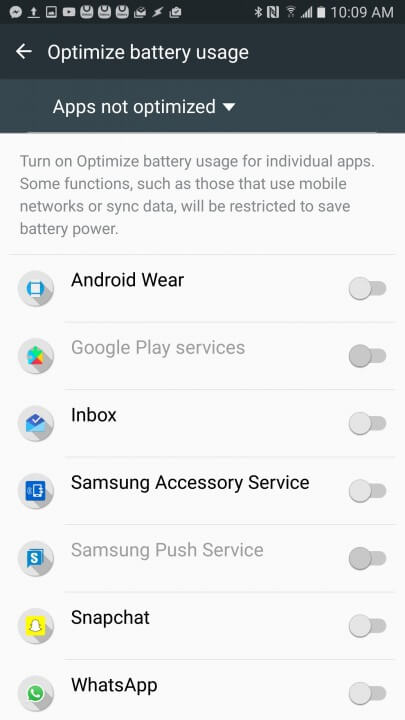 10:09 AM
Optimize battery usage
Apps not optimized
Turn on Optimize battery usage for individual apps.
Some functions, such as those that use mobile
networks or sync data, will be restricted to save
battery power.
Android Wear
Google Play services
Inbox
Samsung Accessory Service
Samsung Push Service
S
Snapchat
WhatsApp